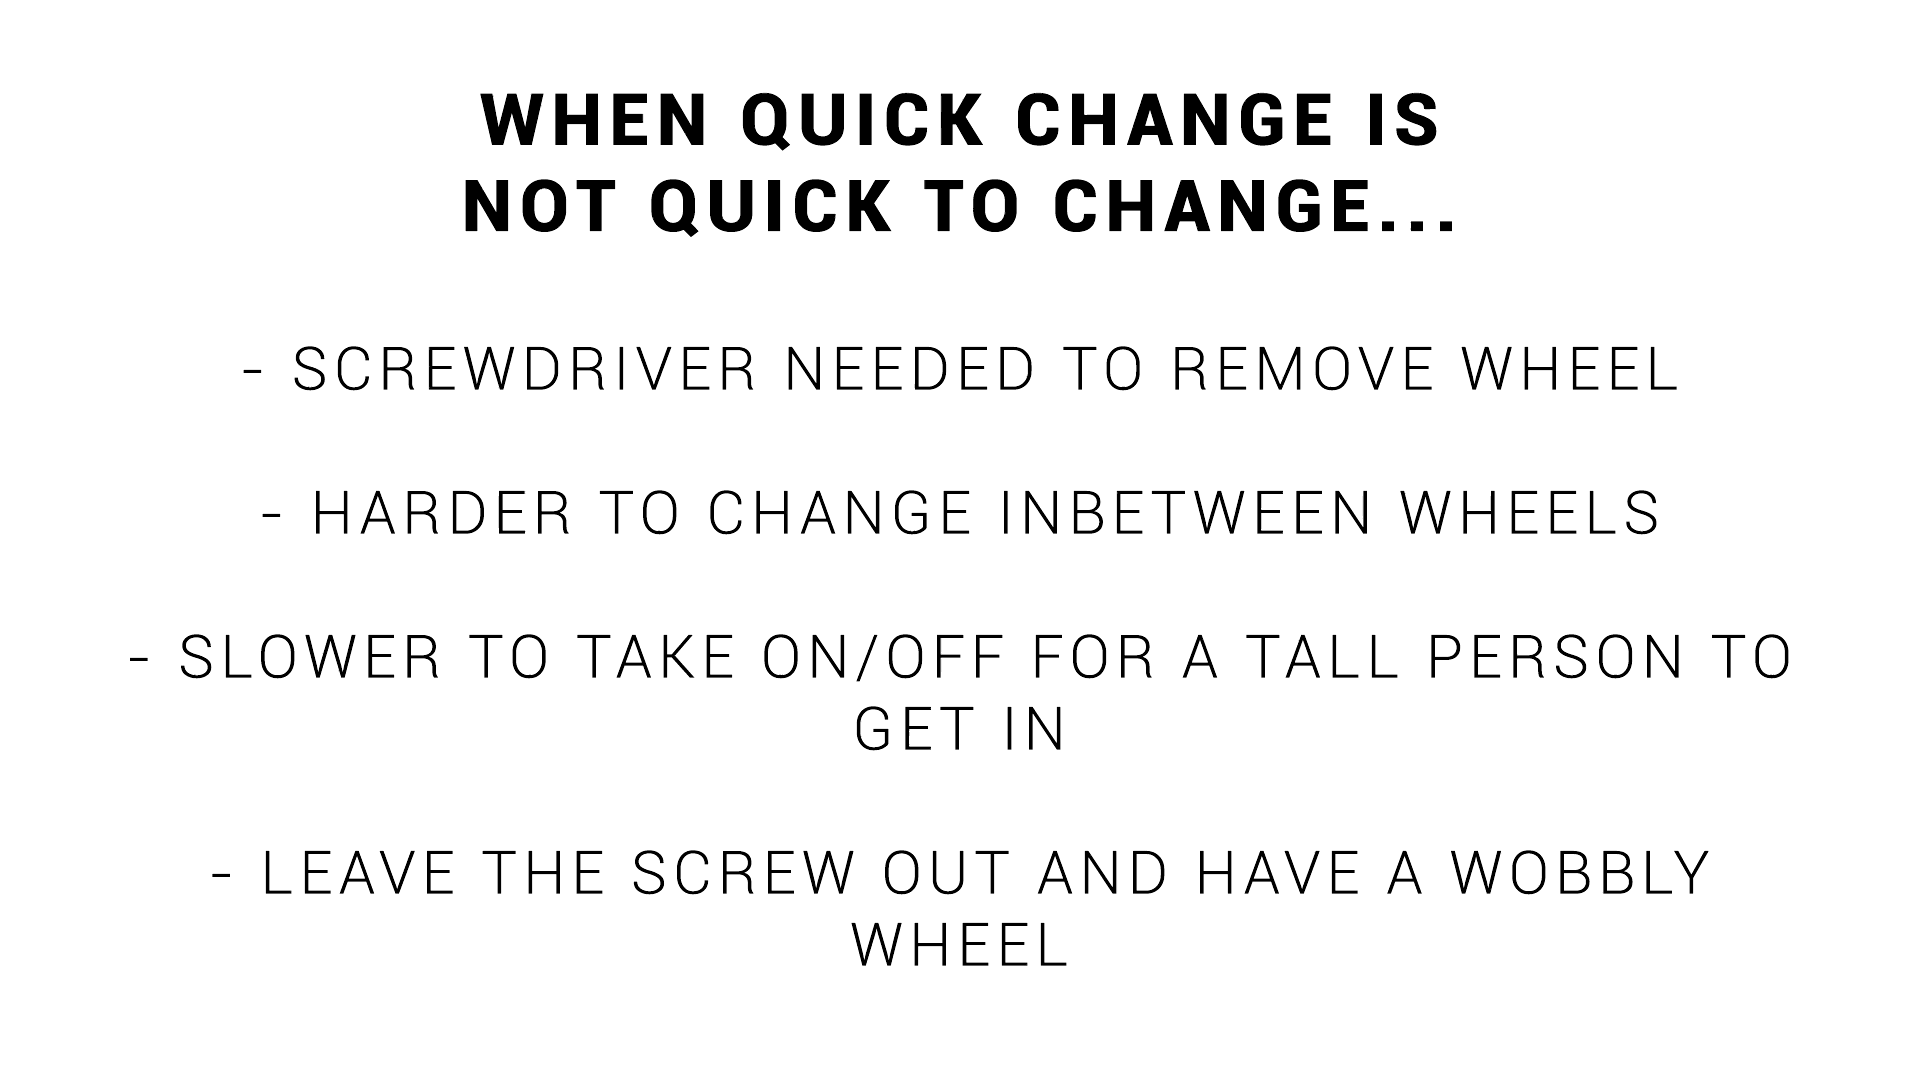 WHEN QUICK CHANGE IS
NOT QUICK TO CHANGE...
- SCREWDRIVER NEEDED TO REMOVE WHEEL
- HARDER TO CHANGE INBETWEEN WHEELS
- SLOWER TO TAKE ON/OFF FOR A TALL PERSON TO
GET IN
- LEAVE THE SCREW OUT AND HAVE A WOBBLY
WHEEL